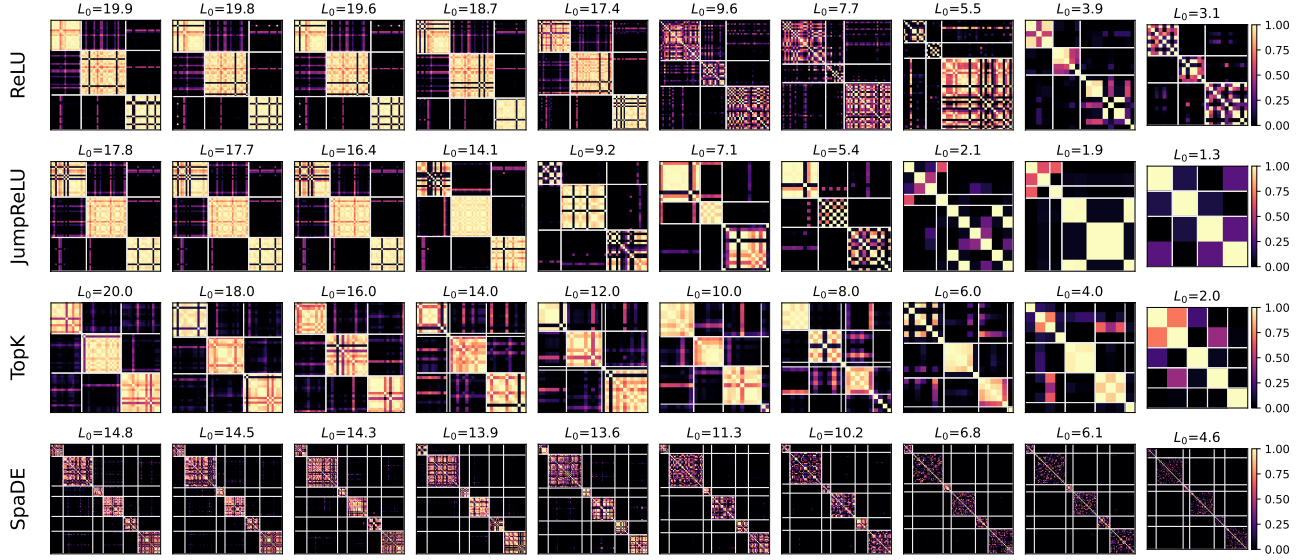 L₀=19.9 L₀=19.8 L₀=19.6 L₀=18.7 L₀=17.4 L₀=9.6 L₀=7.7 L₀=5.5 L₀=3.9 L₀=3.1
ReLU
1.00
0.75
0.50
0.25
0.00
L₀=17.8 L₀=17.7 L₀=16.4 L₀=14.1 L₀=9.2 L₀=7.1 L₀=5.4 L₀=2.1 L₀=1.9 L₀=1.3
JumpReLU
1.00
0.75
0.50
0.25
0.00
L₀=20.0 L₀=18.0 L₀=16.0 L₀=14.0 L₀=12.0 L₀=10.0 L₀=8.0 L₀=6.0 L₀=4.0 L₀=2.0
TopK
1.00
0.75
0.50
0.25
0.00
L₀=14.8 L₀=14.5 L₀=14.3 L₀=13.9 L₀=13.6 L₀=11.3 L₀=10.2 L₀=6.8 L₀=6.1 L₀=4.6
SpaDE
1.00
0.75
0.50
0.25
0.00